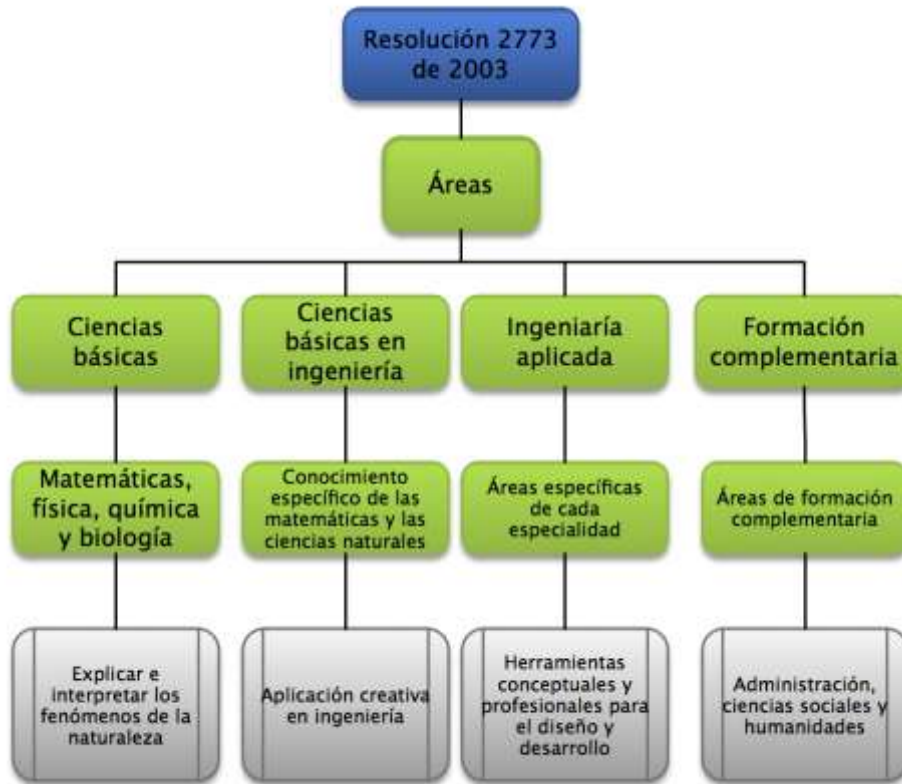 Resolución 2773
de 2003
Áreas
Ciencias
básicas
Ciencias
básicas en
ingeniería
Ingeniaría
aplicada
Formación
complementaria
Matemáticas,
física, química
y biología
Conocimiento
específico de las
matemáticas y las
ciencias naturales
Áreas específicas
de cada
especialidad
Áreas de formación
complementaria
Explicar e
interpretar los
fenómenos de la
naturaleza
Aplicación creativa
en ingeniería
Herramientas
conceptuales y
profesionales para
el diseño y
desarrollo
Administración,
ciencias sociales y
humanidades